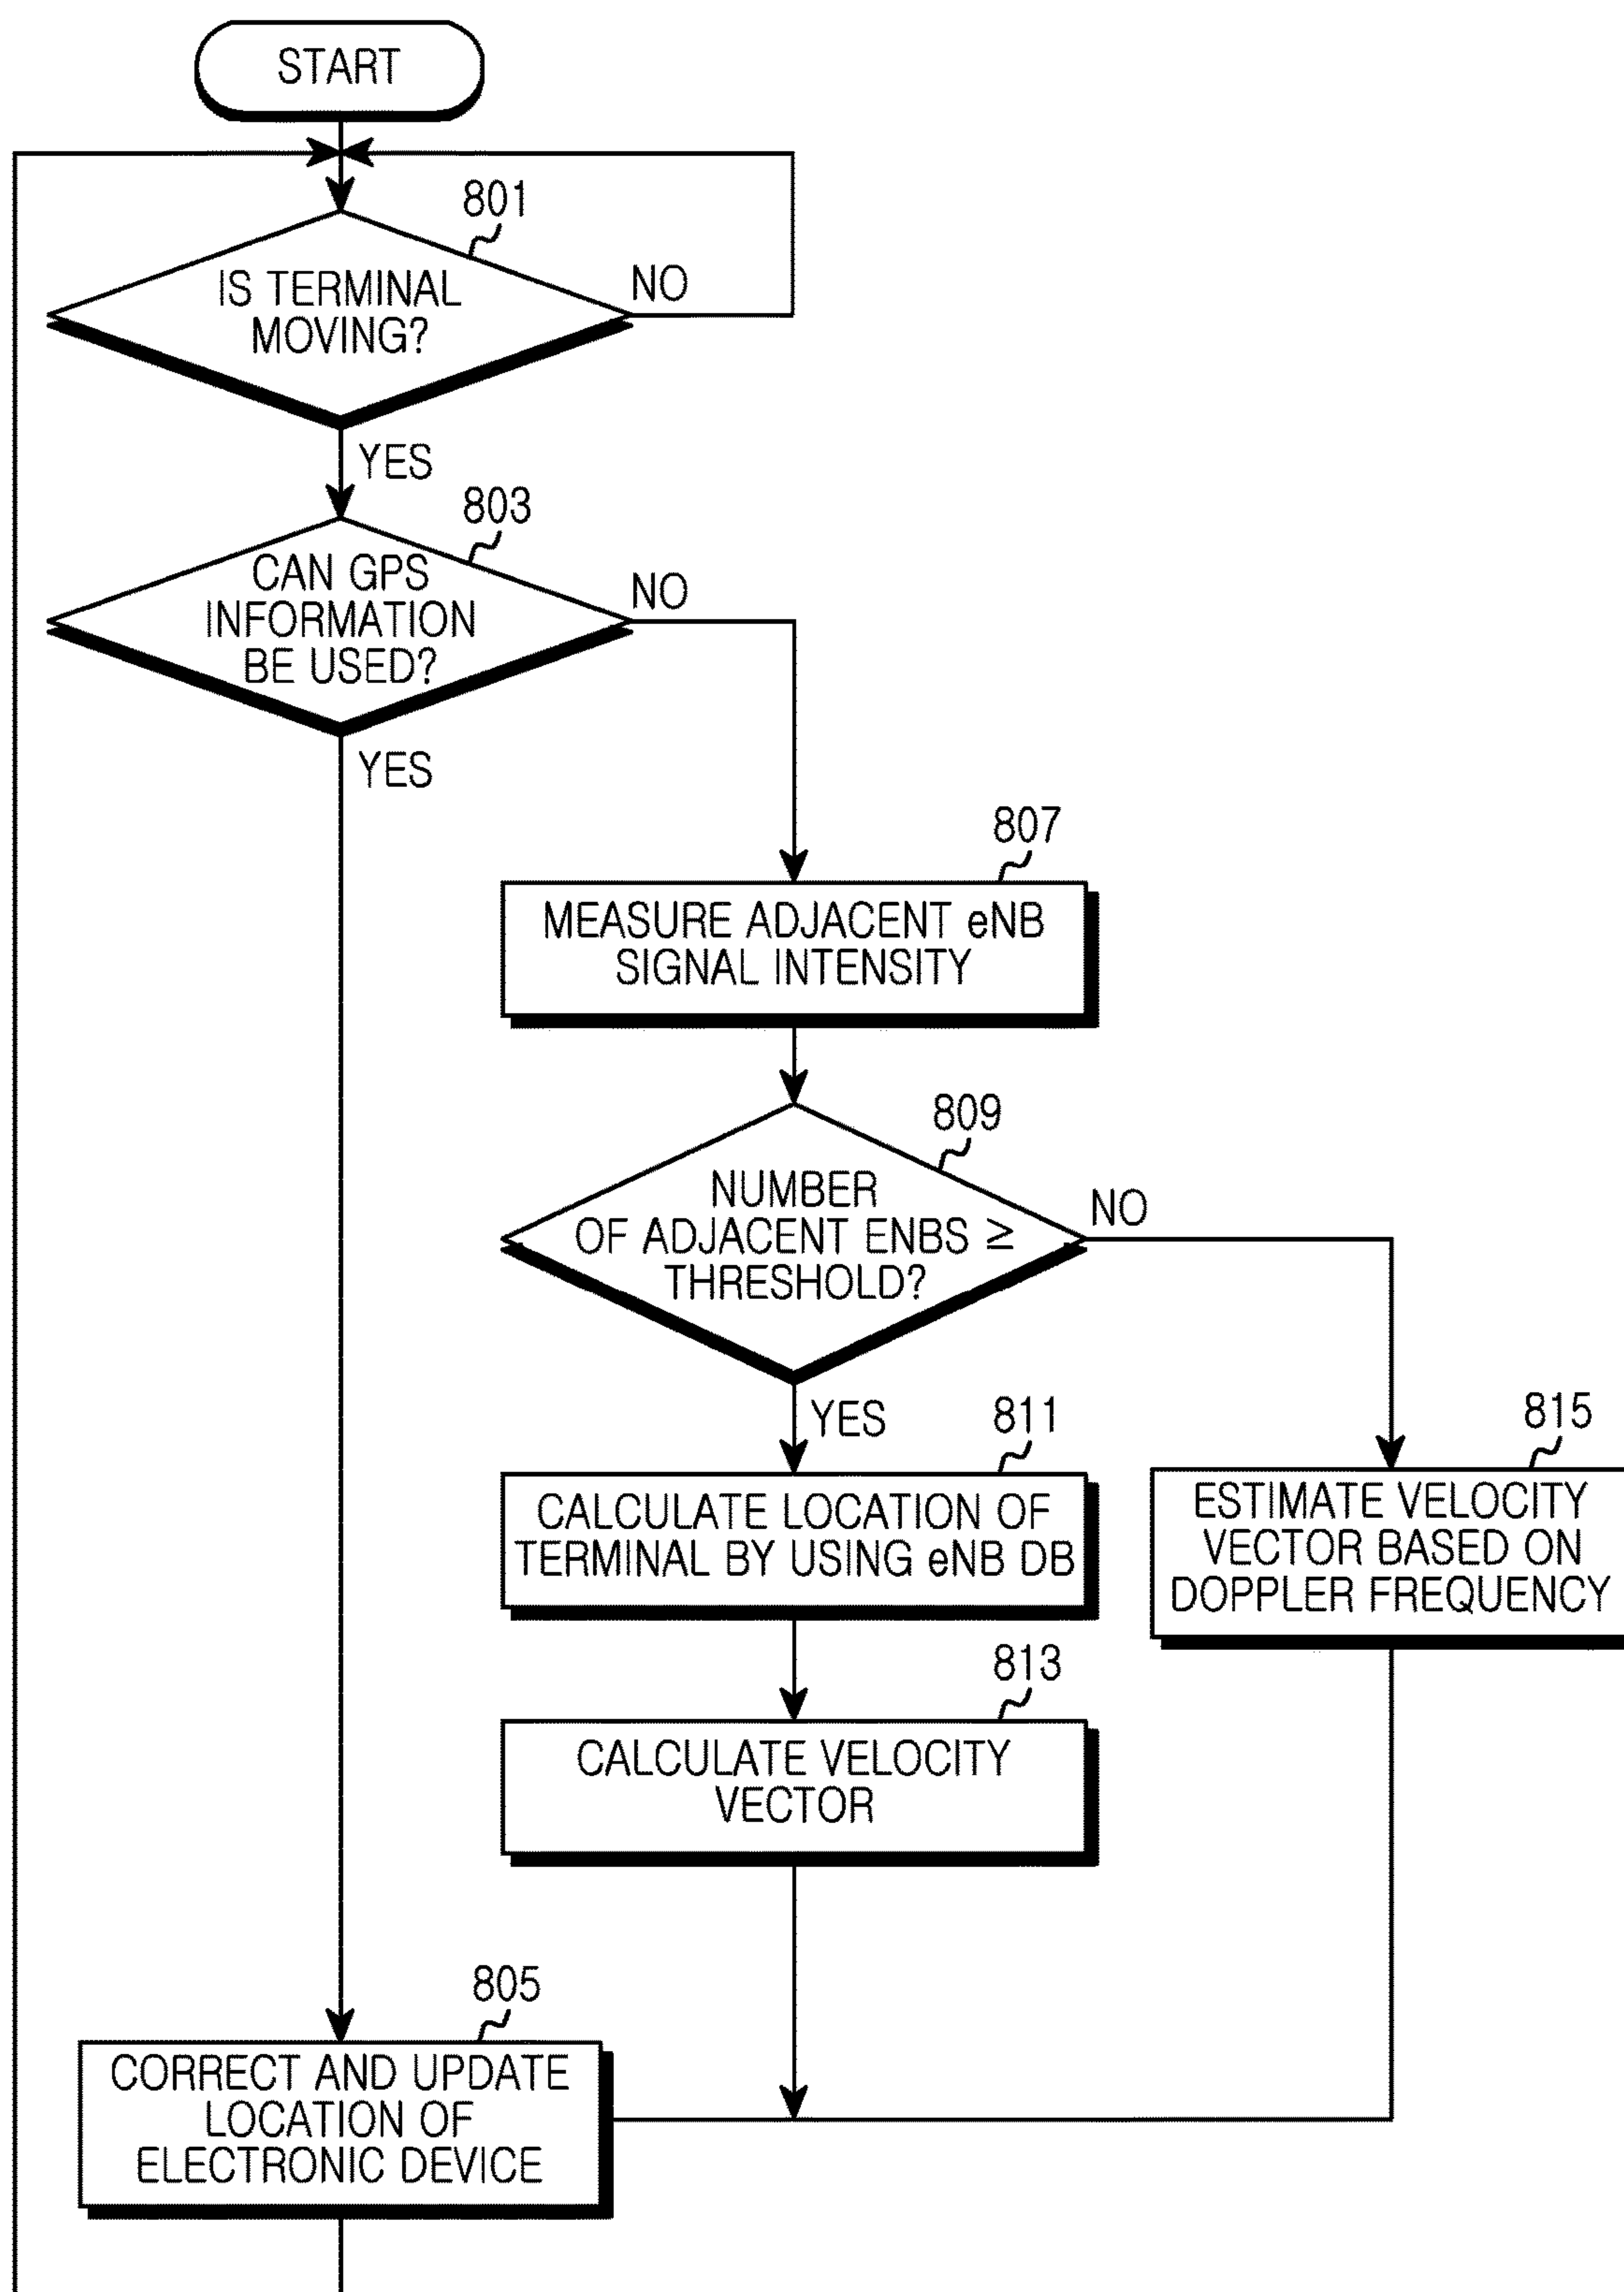 START
801
IS TERMINAL
MOVING?
NO
YES
803
CAN GPS
INFORMATION
BE USED?
NO
YES
807
MEASURE ADJACENT eNB
SIGNAL INTENSITY
809
NUMBER
OF ADJACENT ENBS ≥
THRESHOLD?
NO
YES
811
CALCULATE LOCATION OF
TERMINAL BY USING eNB DB
815
ESTIMATE VELOCITY
VECTOR BASED ON
DOPPLER FREQUENCY
813
CALCULATE VELOCITY
VECTOR
805
CORRECT AND UPDATE
LOCATION OF
ELECTRONIC DEVICE